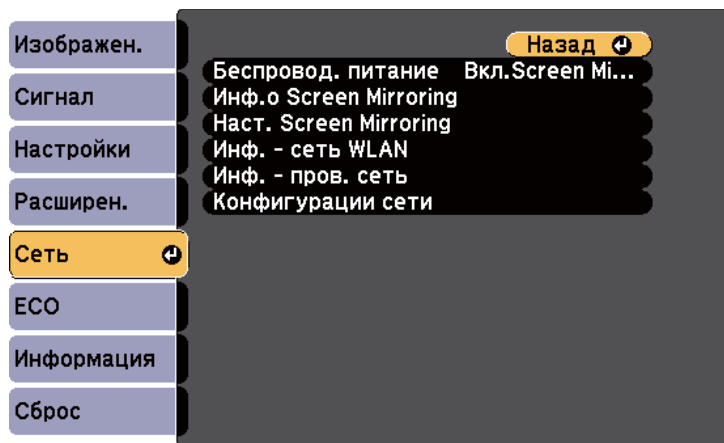 Изображен.
Сигнал
Настройки
Расширен.
Сеть
ECO
Информация
Сброс
Назад
Беспровод. питание Вкл.Screen Mi...
Инф.о Screen Mirroring
Наст. Screen Mirroring
Инф. - сеть WLAN
Инф. - пров. сеть
Конфигурации сети